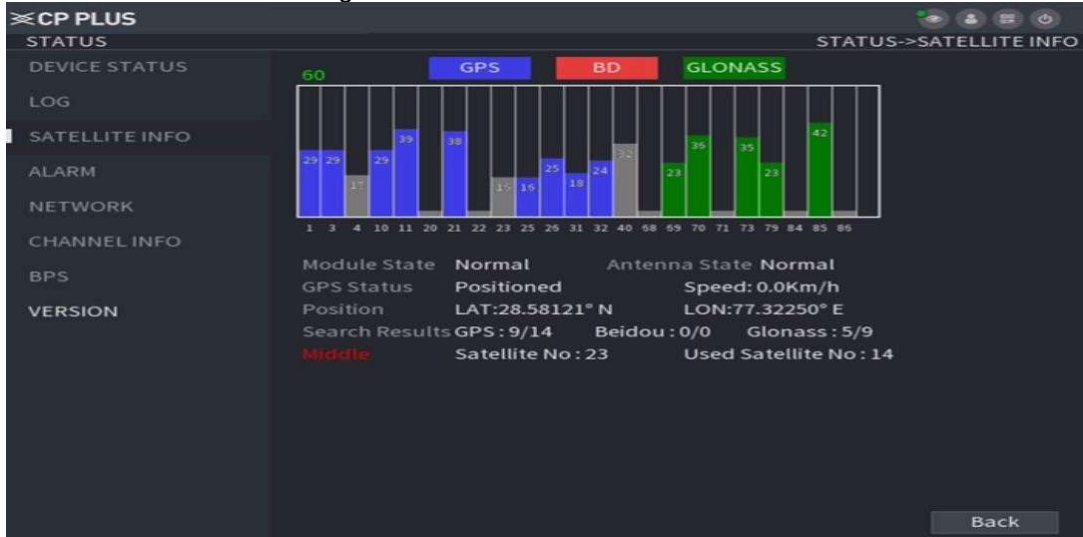 CP PLUS
STATUS STATUS->SATELLITE INFO
DEVICE STATUS
LOG
SATELLITE INFO
ALARM
NETWORK
CHANNEL INFO
BPS
VERSION
60 GPS BD GLONASS
29 29 17 29 39 38 15 16 25 18 24 32 23 36 35 23 42
1 3 4 10 11 20 21 22 23 25 26 31 32 40 68 69 70 71 73 79 84 85 86
Module State Normal Antenna State Normal
GPS Status Positioned Speed: 0.0Km/h
Position LAT:28.58121° N LON:77.32250° E
Search Results GPS : 9/14 Beidou : 0/0 Glonass : 5/9
Middle Satellite No : 23 Used Satellite No : 14
Back